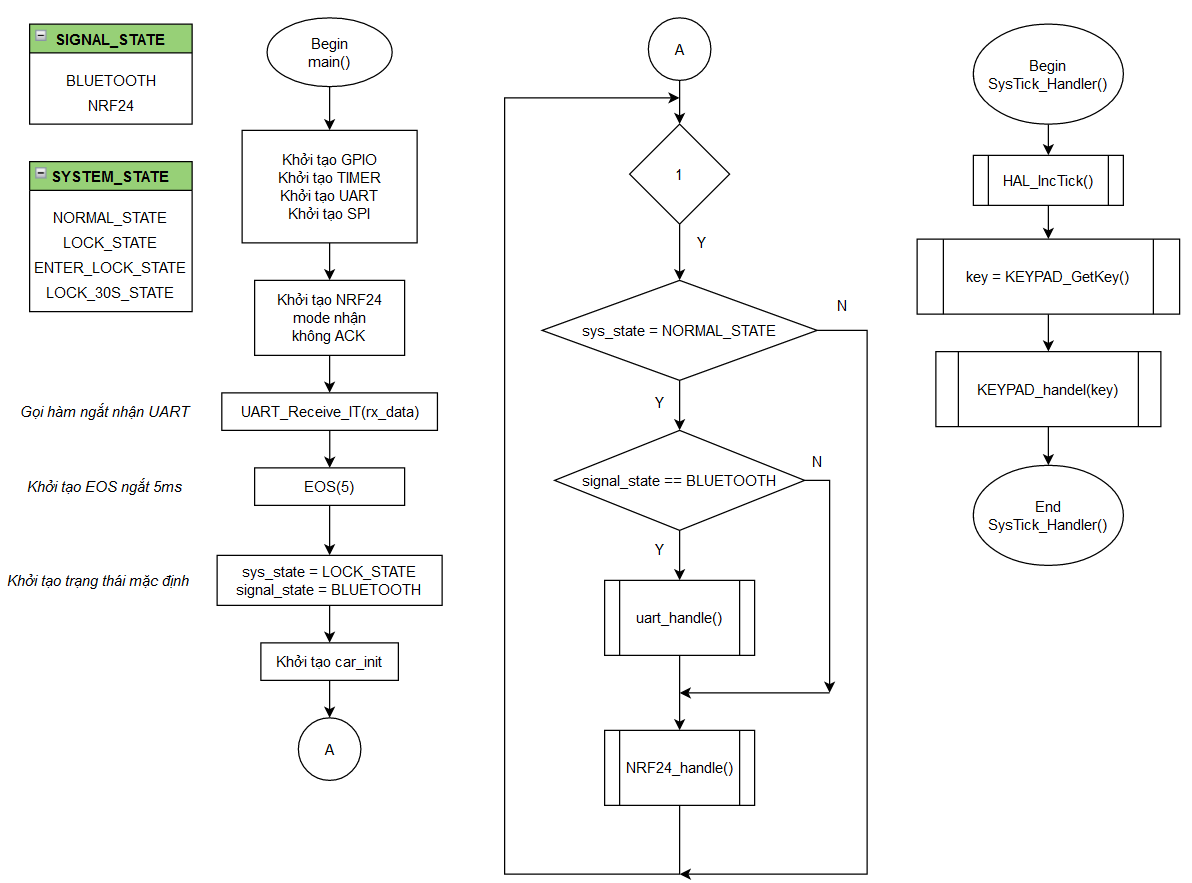 SIGNAL_STATE
BLUETOOTH
NRF24
SYSTEM_STATE
NORMAL_STATE
LOCK_STATE
ENTER_LOCK_STATE
LOCK_30S_STATE
Begin
main()
Khởi tạo GPIO
Khởi tạo TIMER
Khởi tạo UART
Khởi tạo SPI
Khởi tạo NRF24
mode nhận
không ACK
Gọi hàm ngắt nhận UART
UART_Receive_IT(rx_data)
Khởi tạo EOS ngắt 5ms
EOS(5)
Khởi tạo trạng thái mặc định
sys_state = LOCK_STATE
signal_state = BLUETOOTH
Khởi tạo car_init
A
A
1
Y
sys_state = NORMAL_STATE
N
Y
signal_state == BLUETOOTH
N
Y
uart_handle()
NRF24_handle()
Begin
SysTick_Handler()
HAL_IncTick()
key = KEYPAD_GetKey()
KEYPAD_handel(key)
End
SysTick_Handler()